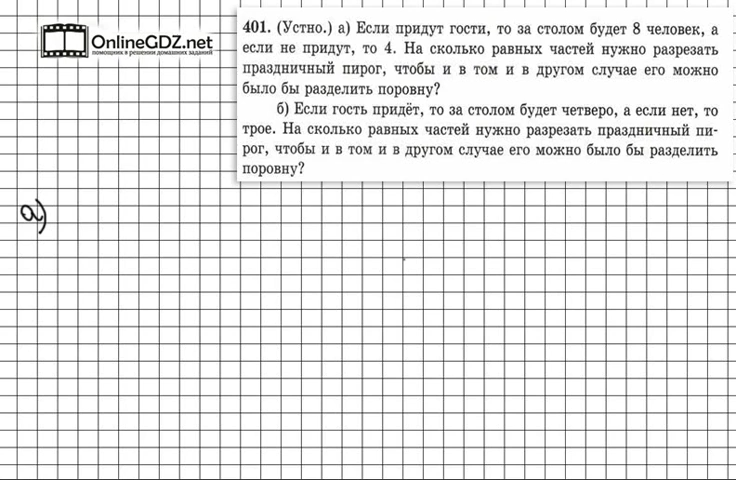 OnlineGDZ.net
помощник в решении домашних заданий
401. (Устно.) а) Если придут гости, то за столом будет 8 человек, а
если не придут, то 4. На сколько равных частей нужно разрезать
праздничный пирог, чтобы и в том и в другом случае его можно
было бы разделить поровну?
б) Если гость придёт, то за столом будет четверо, а если нет, то
трое. На сколько равных частей нужно разрезать праздничный пи-
рог, чтобы и в том и в другом случае его можно было бы разделить
поровну?
а)